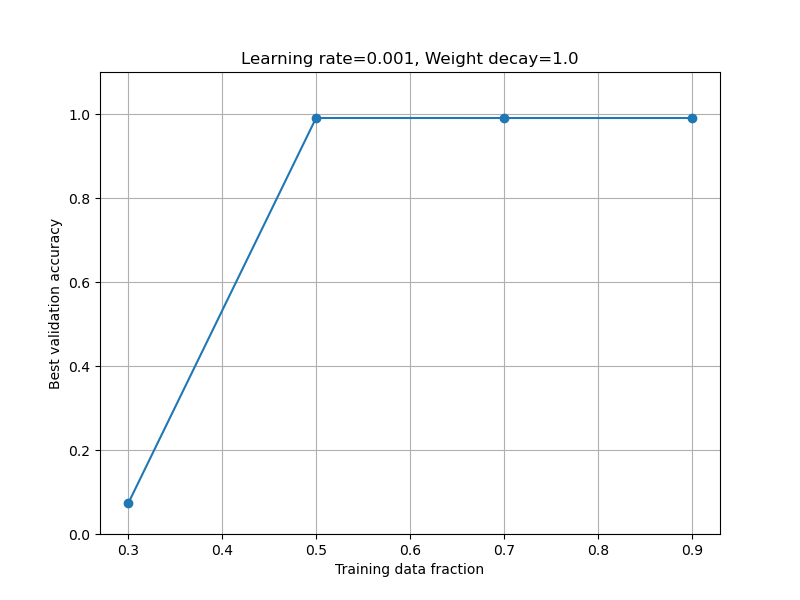 Learning rate=0.001, Weight decay=1.0
Best validation accuracy
1.0
0.8
0.6
0.4
0.2
0.0
0.3 0.4 0.5 0.6 0.7 0.8 0.9
Training data fraction